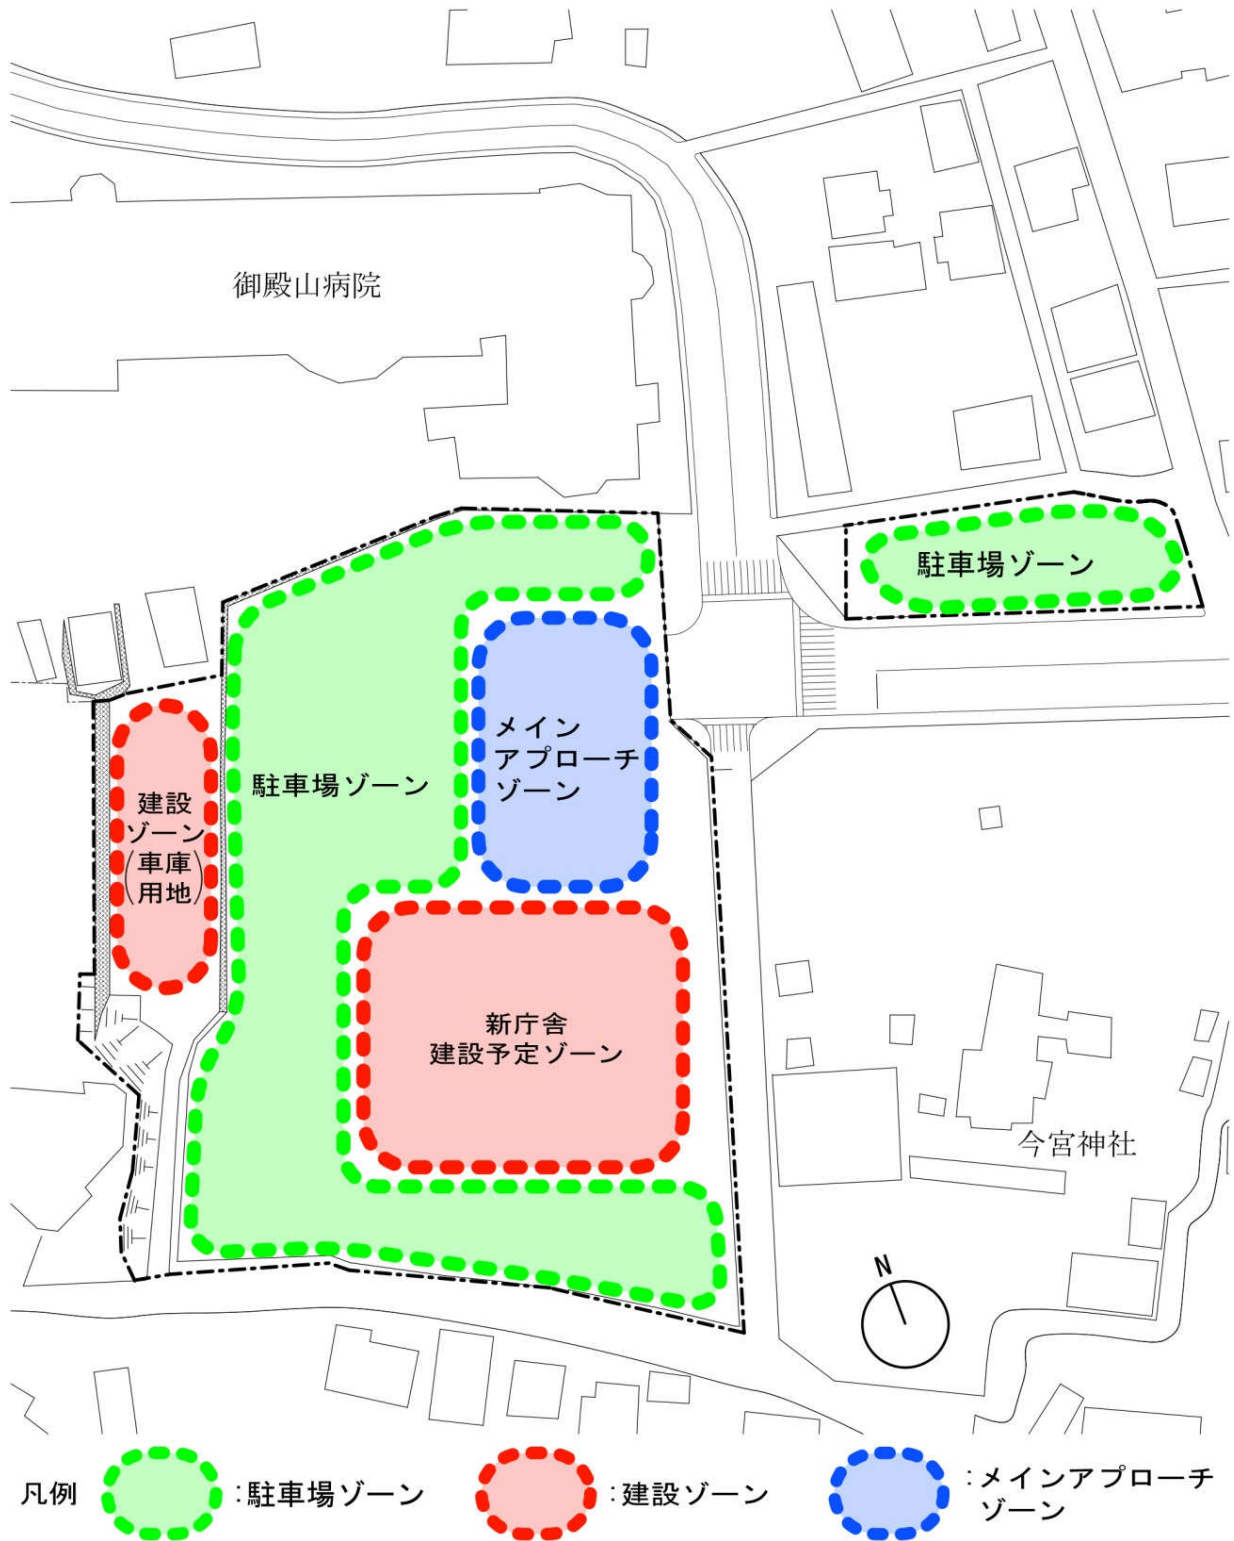 御殿山病院
駐車場ゾーン
メイン
アプローチ
ゾーン
駐車場ゾーン
建設
ゾーン
(車庫
用地)
新庁舎
建設予定ゾーン
今宮神社
N
凡例
:駐車場ゾーン
:建設ゾーン
:メインアプローチ
ゾーン